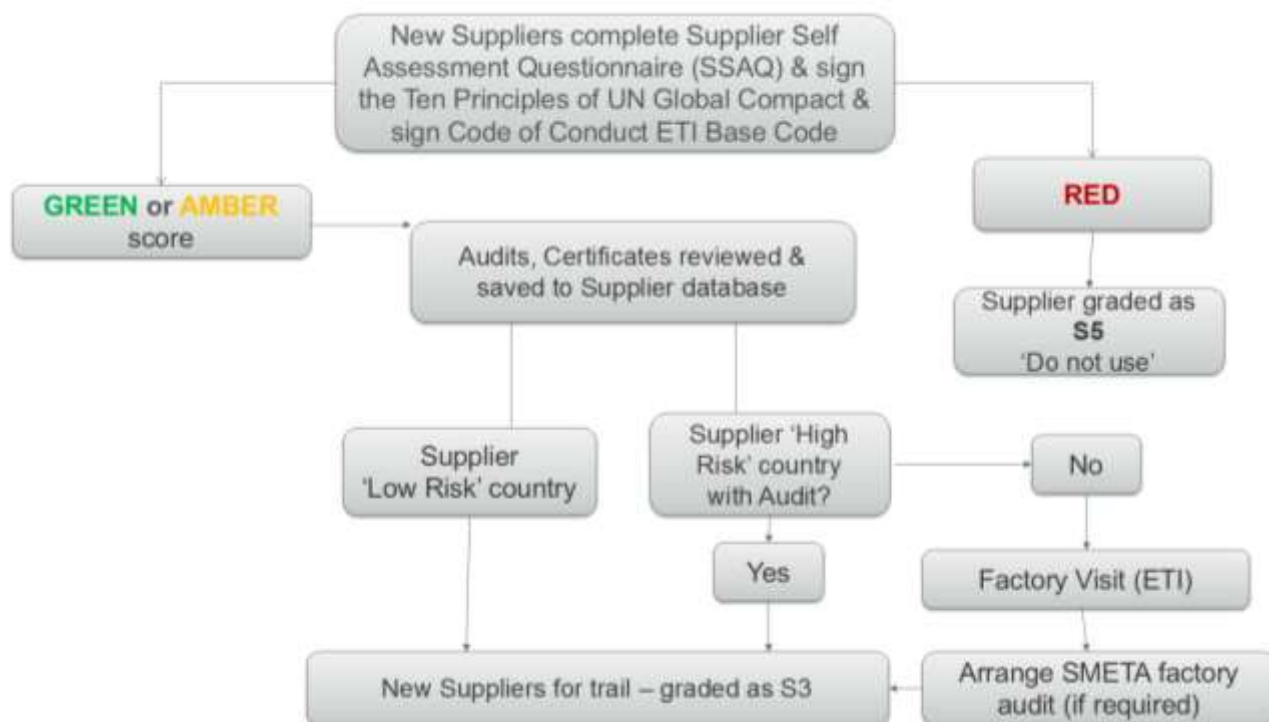 New Suppliers complete Supplier Self
Assessment Questionnaire (SSAQ) & sign
the Ten Principles of UN Global Compact &
sign Code of Conduct ETI Base Code
GREEN or AMBER
score
RED
Audits, Certificates reviewed &
saved to Supplier database
Supplier graded as
S5
‘Do not use’
Supplier
‘Low Risk’ country
Supplier ‘High
Risk’ country
with Audit?
No
Yes
Factory Visit (ETI)
New Suppliers for trail – graded as S3
Arrange SMETA factory
audit (if required)